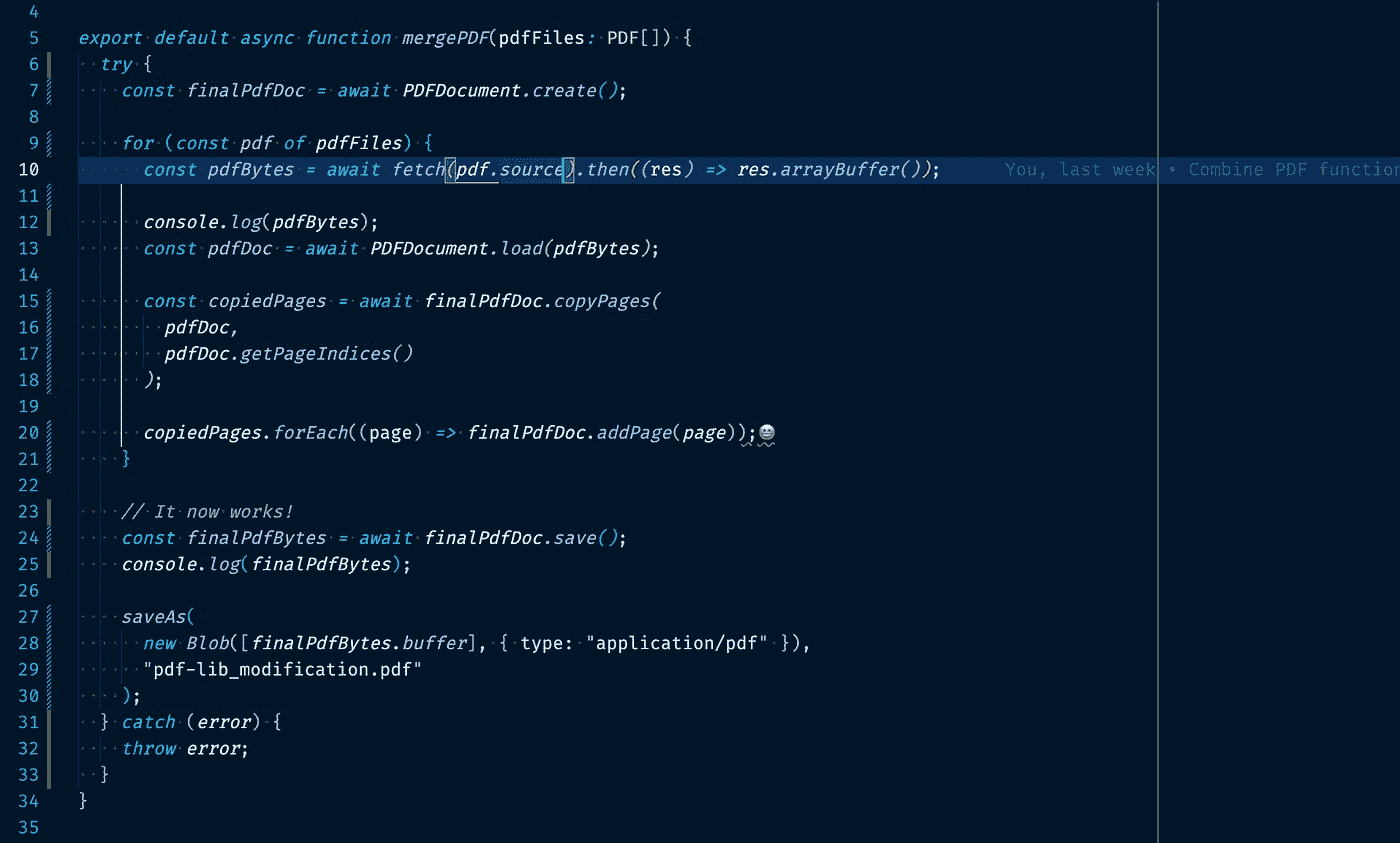 4
5 export default async function mergePDF(pdfFiles: PDF[]) {
6 try {
7 const finalPdfDoc = await PDFDocument.create();
8
9 for (const pdf of pdfFiles) {
10 const pdfBytes = await fetch(pdf.source).then((res) => res.arrayBuffer()); You, last week • Combine PDF function
11
12 console.log(pdfBytes);
13 const pdfDoc = await PDFDocument.load(pdfBytes);
14
15 const copiedPages = await finalPdfDoc.copyPages(
16 pdfDoc,
17 pdfDoc.getPageIndices()
18 );
19
20 copiedPages.forEach((page) => finalPdfDoc.addPage(page));😀
21 }
22
23 // It now works!
24 const finalPdfBytes = await finalPdfDoc.save();
25 console.log(finalPdfBytes);
26
27 saveAs(
28 new Blob([finalPdfBytes.buffer], { type: "application/pdf" }),
29 "pdf-lib_modification.pdf"
30 );
31 } catch (error) {
32 throw error;
33 }
34 }
35